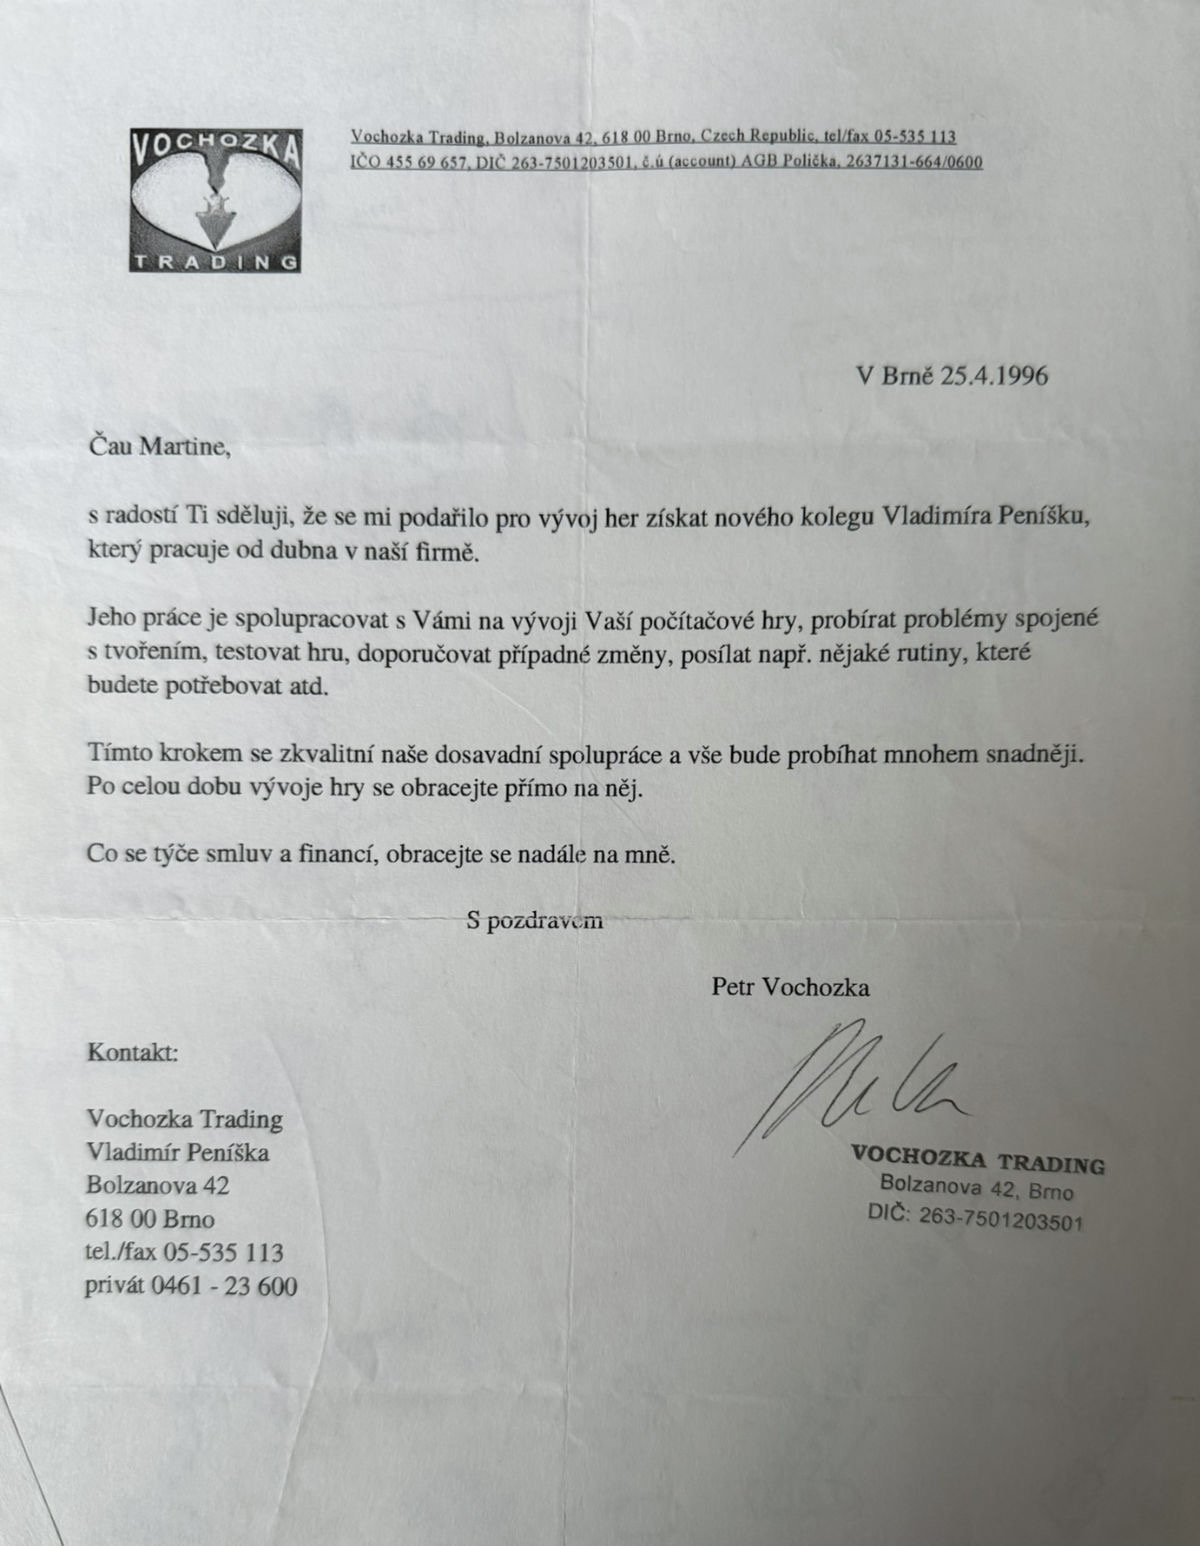 VOCHOZKA
TRADING
Vochozka Trading, Bolzanova 42, 618 00 Brno, Czech Republic, tel/fax 05-535 113
IČO 455 69 657, DIČ 263-7501203501, č.ú (account) AGB Polička, 2637131-664/0600
V Brně 25.4.1996
Čau Martine,
s radostí Ti sděluji, že se mi podařilo pro vývoj her získat nového kolegu Vladimíra Peníšku,
který pracuje od dubna v naší firmě.
Jeho práce je spolupracovat s Vámi na vývoji Vaší počítačové hry, probírat problémy spojené
s tvořením, testovat hru, doporučovat případné změny, posílat např. nějaké rutiny, které
budete potřebovat atd.
Tímto krokem se zkvalitní naše dosavadní spolupráce a vše bude probíhat mnohem snadněji.
Po celou dobu vývoje hry se obracejte přímo na něj.
Co se týče smluv a financí, obracejte se nadále na mně.
S pozdravem
Petr Vochozka
Kontakt:
Vochozka Trading
Vladimír Peníška
Bolzanova 42
618 00 Brno
tel./fax 05-535 113
privát 0461 - 23 600
VOCHOZKA TRADING
Bolzanova 42, Brno
DIČ: 263-7501203501